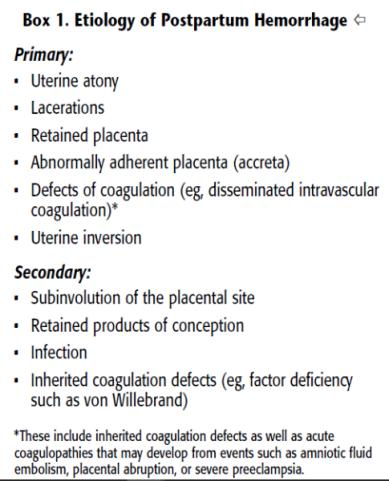 Box 1. Etiology of Postpartum Hemorrhage ⇦
Primary:
▪ Uterine atony
▪ Lacerations
▪ Retained placenta
▪ Abnormally adherent placenta (accreta)
▪ Defects of coagulation (eg, disseminated intravascular
coagulation)*
▪ Uterine inversion
Secondary:
▪ Subinvolution of the placental site
▪ Retained products of conception
▪ Infection
▪ Inherited coagulation defects (eg, factor deficiency
such as von Willebrand)
*These include inherited coagulation defects as well as acute
coagulopathies that may develop from events such as amniotic fluid
embolism, placental abruption, or severe preeclampsia.